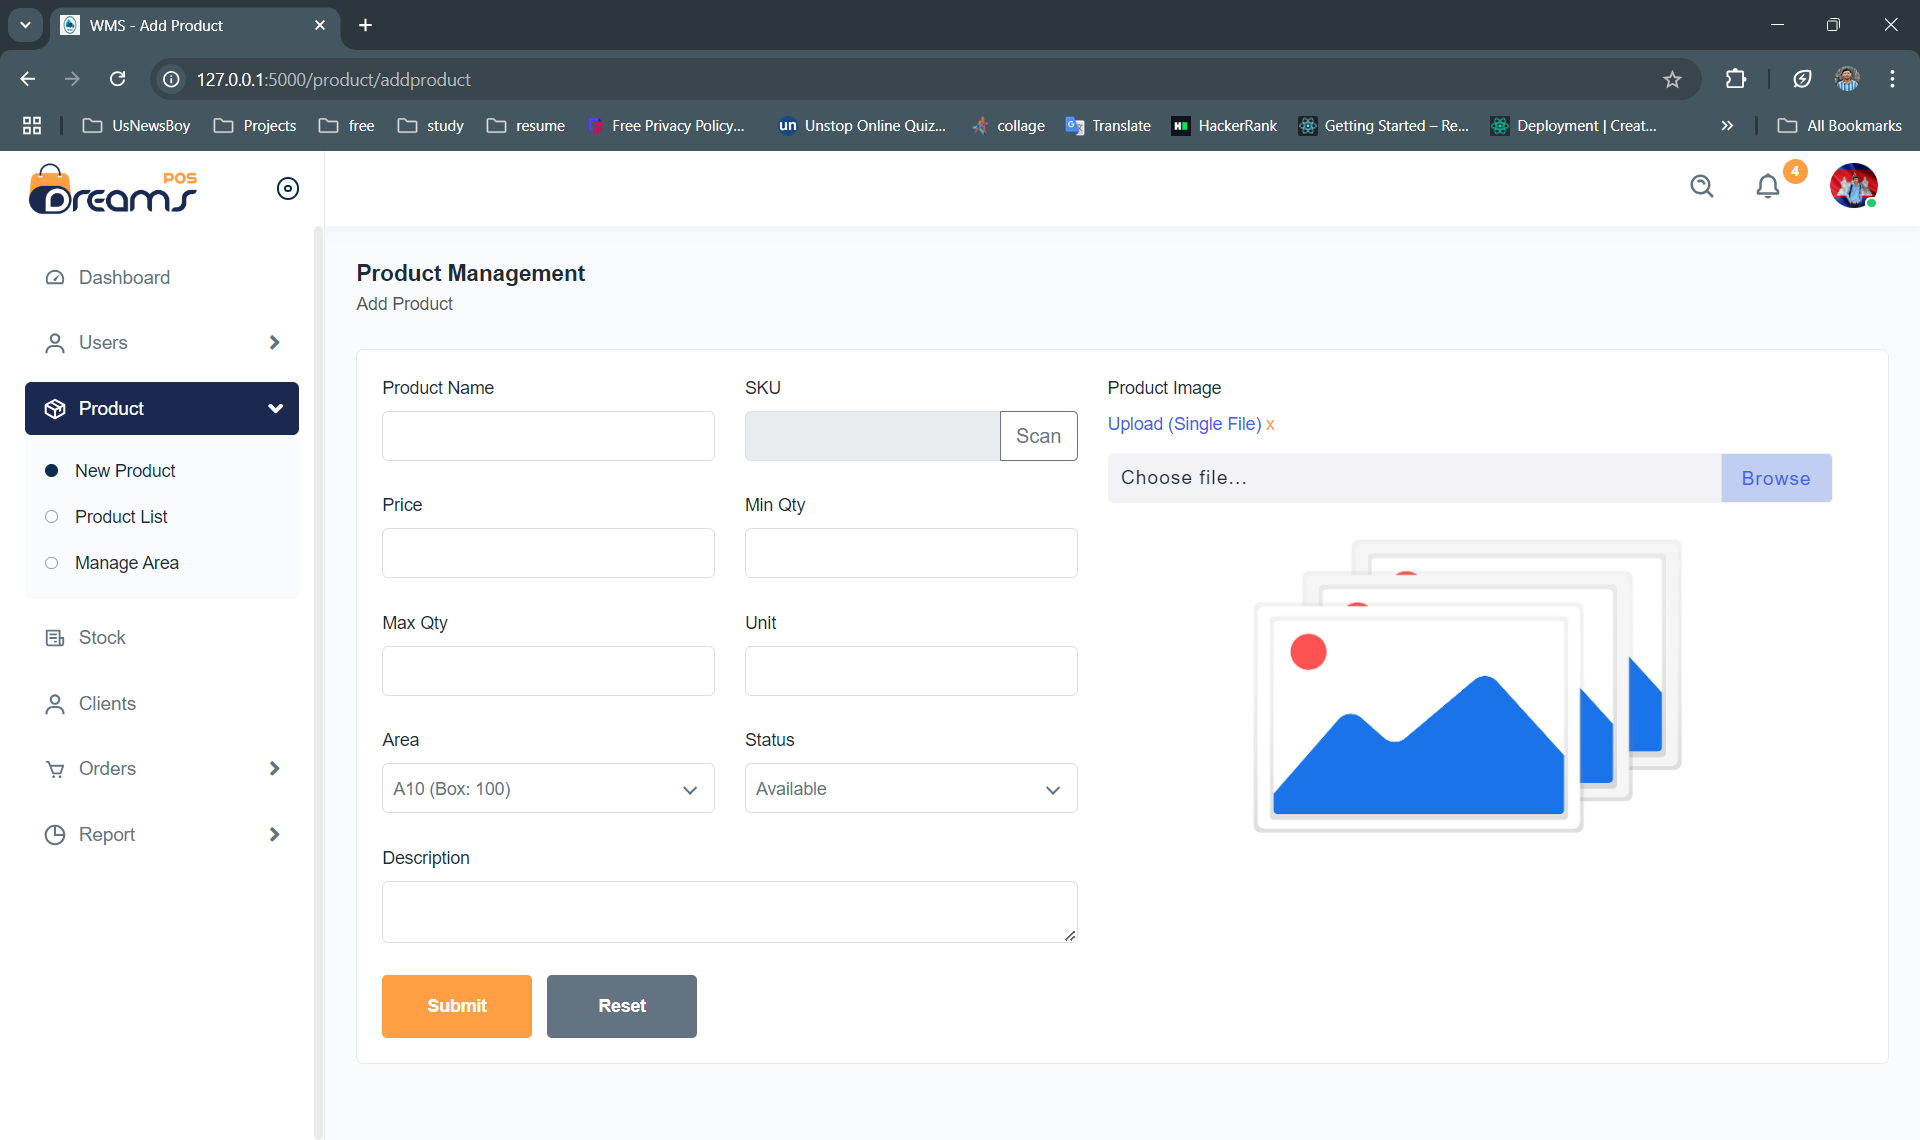 WMS - Add Product
127.0.0.1:5000/product/addproduct
UsNewsBoy Projects free study resume Free Privacy Policy... un Unstop Online Quiz... collage Translate HackerRank Getting Started – Re... Deployment | Creat... All Bookmarks
POS
Dreams
4
Dashboard
Users
Product
New Product
Product List
Manage Area
Stock
Clients
Orders
Report
Product Management
Add Product
Product Name
SKU
Scan
Price
Min Qty
Max Qty
Unit
Area
Status
A10 (Box: 100)
Available
Description
Submit
Reset
Product Image
Upload (Single File) x
Choose file...
Browse